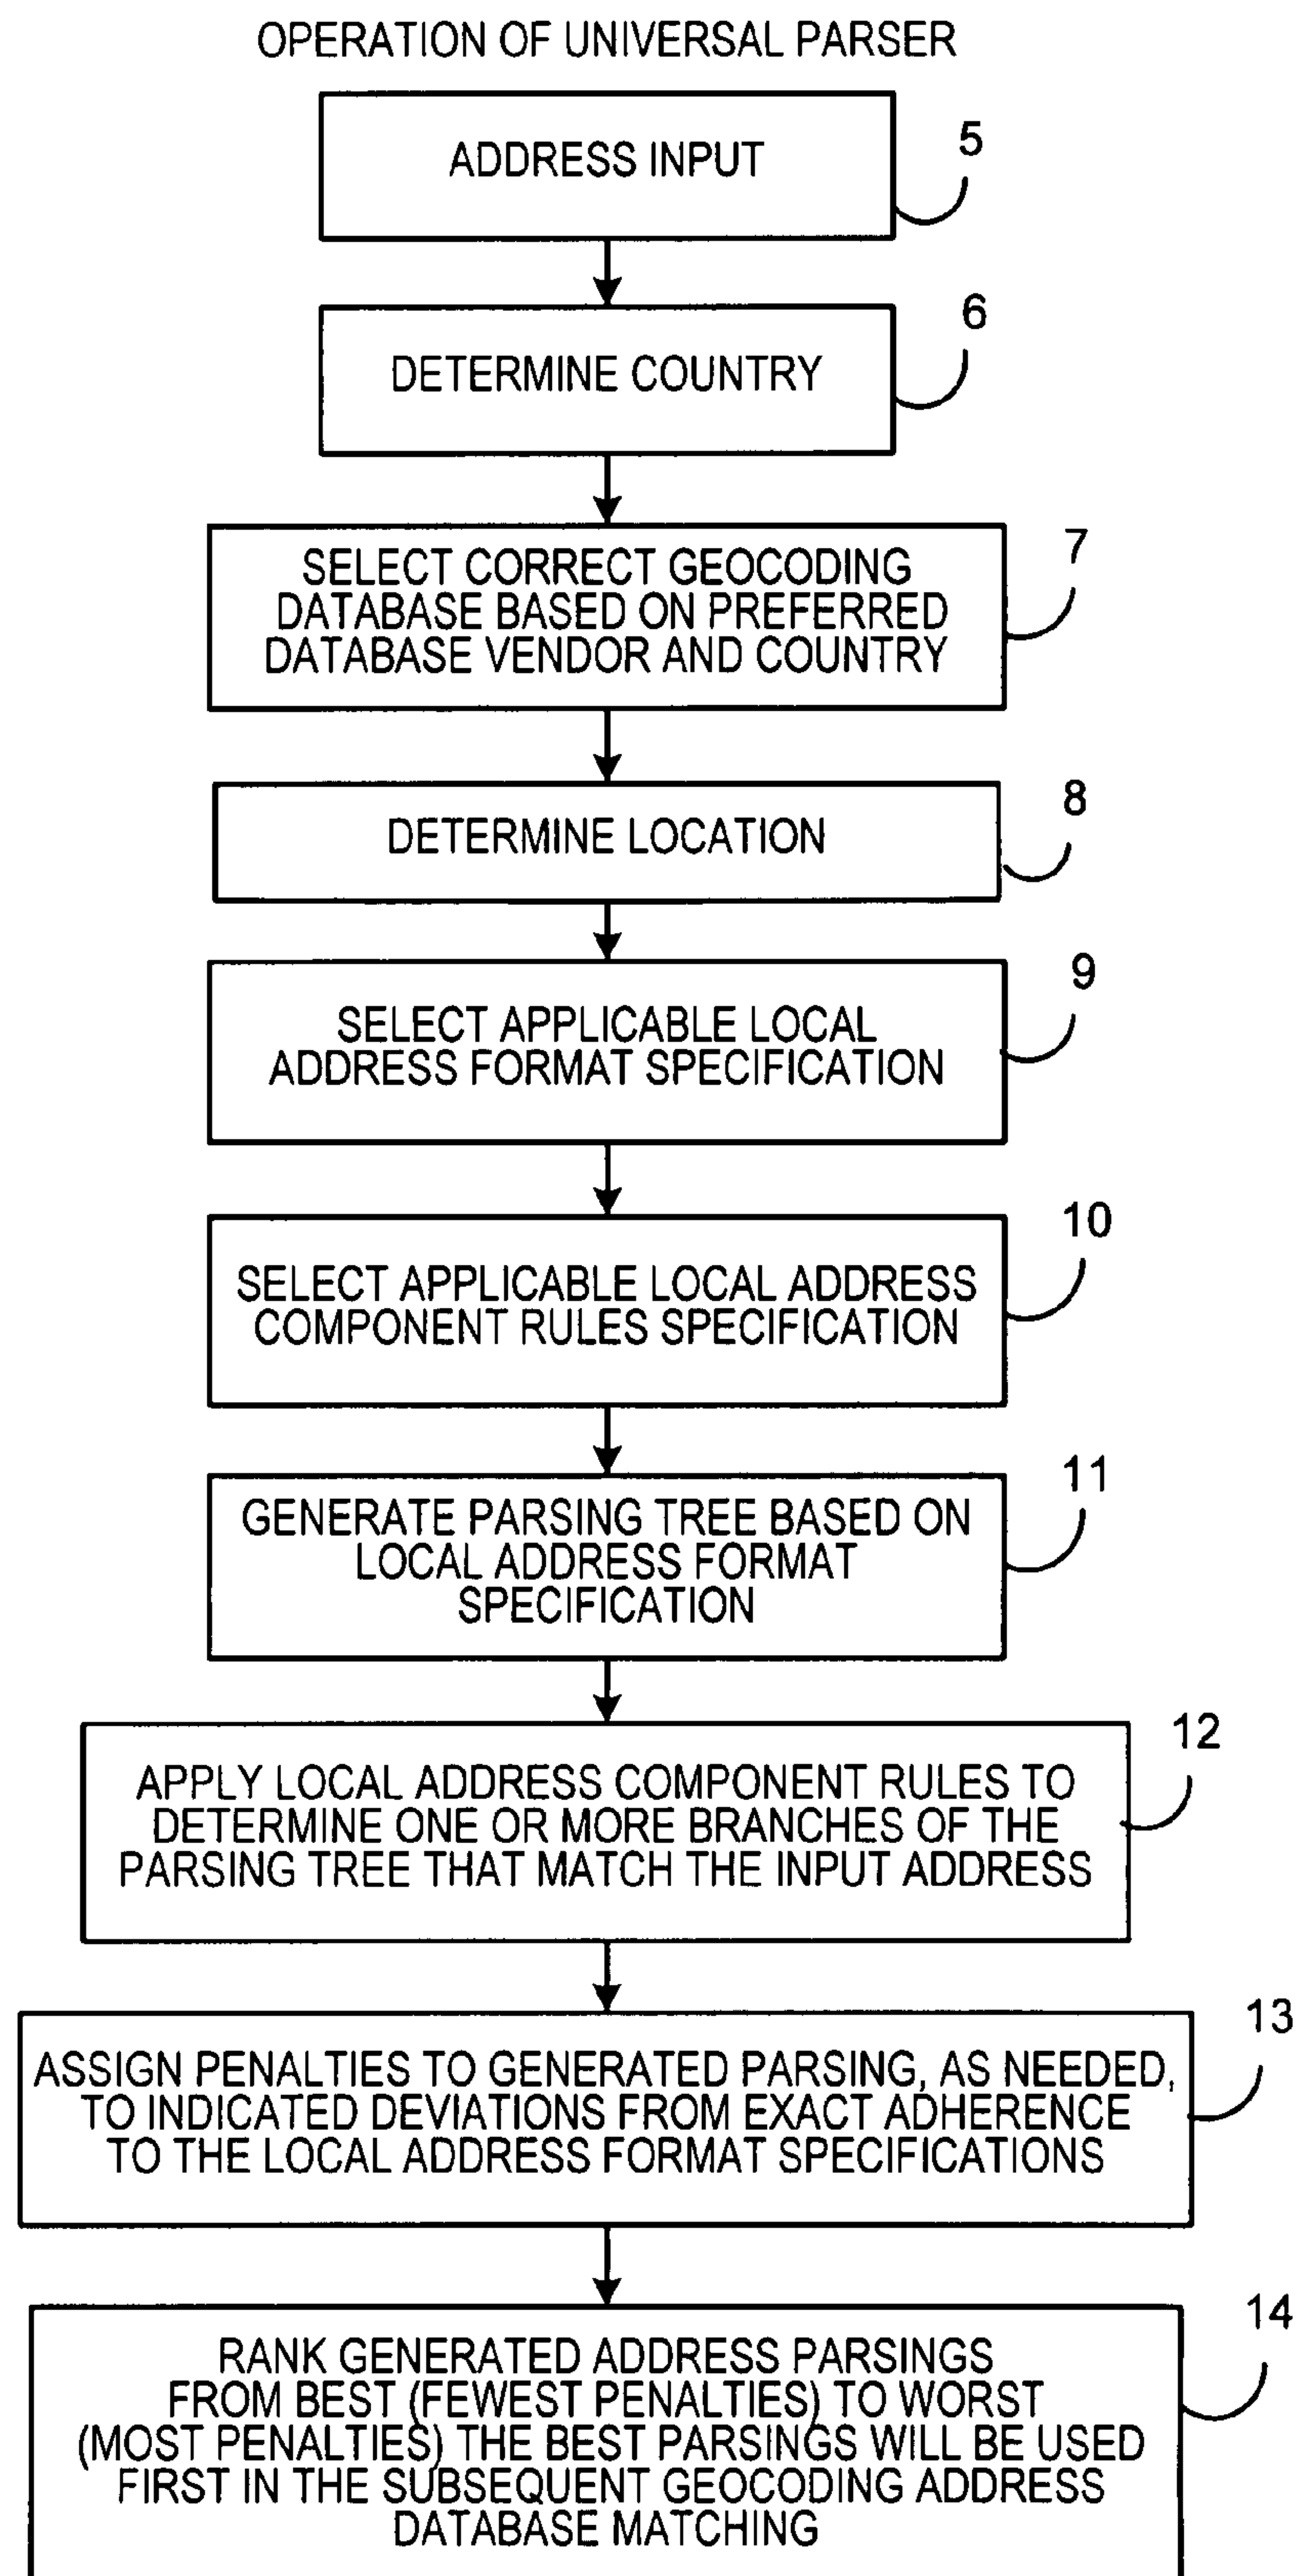 OPERATION OF UNIVERSAL PARSER
ADDRESS INPUT
5
DETERMINE COUNTRY
6
SELECT CORRECT GEOCODING
DATABASE BASED ON PREFERRED
DATABASE VENDOR AND COUNTRY
7
DETERMINE LOCATION
8
SELECT APPLICABLE LOCAL
ADDRESS FORMAT SPECIFICATION
9
SELECT APPLICABLE LOCAL ADDRESS
COMPONENT RULES SPECIFICATION
10
GENERATE PARSING TREE BASED ON
LOCAL ADDRESS FORMAT
SPECIFICATION
11
APPLY LOCAL ADDRESS COMPONENT RULES TO
DETERMINE ONE OR MORE BRANCHES OF THE
PARSING TREE THAT MATCH THE INPUT ADDRESS
12
ASSIGN PENALTIES TO GENERATED PARSING, AS NEEDED,
TO INDICATED DEVIATIONS FROM EXACT ADHERENCE
TO THE LOCAL ADDRESS FORMAT SPECIFICATIONS
13
RANK GENERATED ADDRESS PARSINGS
FROM BEST (FEWEST PENALTIES) TO WORST
(MOST PENALTIES) THE BEST PARSINGS WILL BE USED
FIRST IN THE SUBSEQUENT GEOCODING ADDRESS
DATABASE MATCHING
14